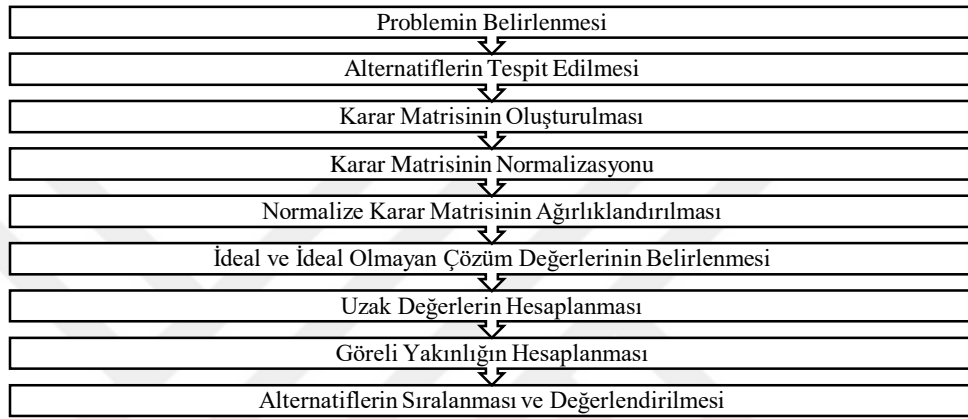 Problemin Belirlenmesi
Alternatiflerin Tespit Edilmesi
Karar Matrisinin Oluşturulması
Karar Matrisinin Normalizasyonu
Normalize Karar Matrisinin Ağırlıklandırılması
İdeal ve İdeal Olmayan Çözüm Değerlerinin Belirlenmesi
Uzak Değerlerin Hesaplanması
Göreli Yakınlığın Hesaplanması
Alternatiflerin Sıralanması ve Değerlendirilmesi